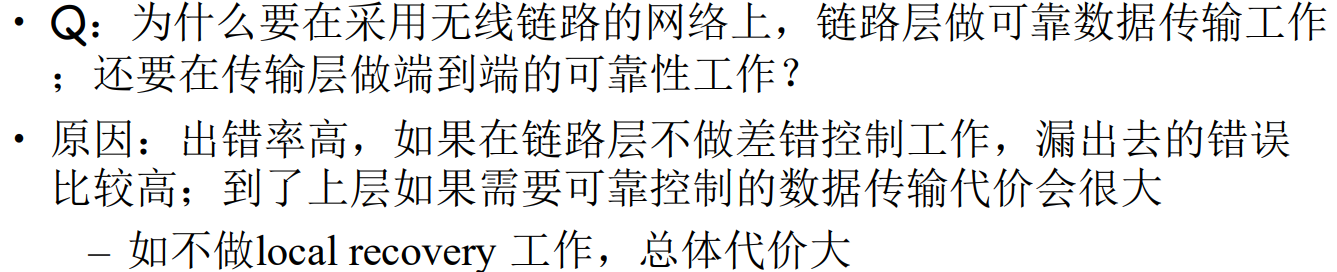 • Q：为什么要在采用无线链路的网络上，链路层做可靠数据传输工作
；还要在传输层做端到端的可靠性工作？
• 原因：出错率高，如果在链路层不做差错控制工作，漏出去的错误
比较高；到了上层如果需要可靠控制的数据传输代价会很大
– 如不做local recovery 工作，总体代价大